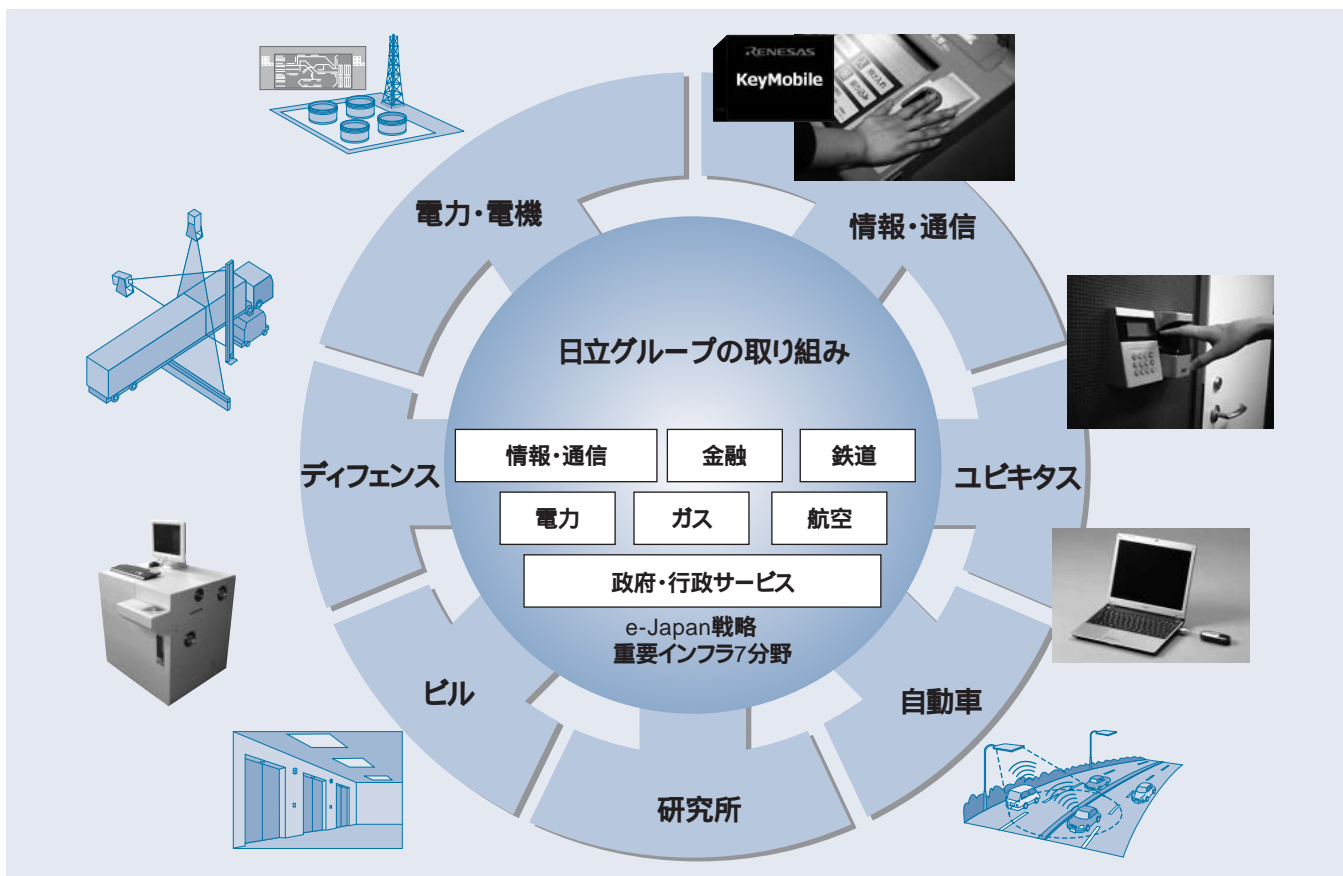 RENESAS
KeyMobile
電力・電機
情報・通信
日立グループの取り組み
ディフェンス
情報・通信
金融
鉄道
ユビキタス
電力
ガス
航空
政府・行政サービス
e-Japan戦略
重要インフラ7分野
ビル
自動車
研究所